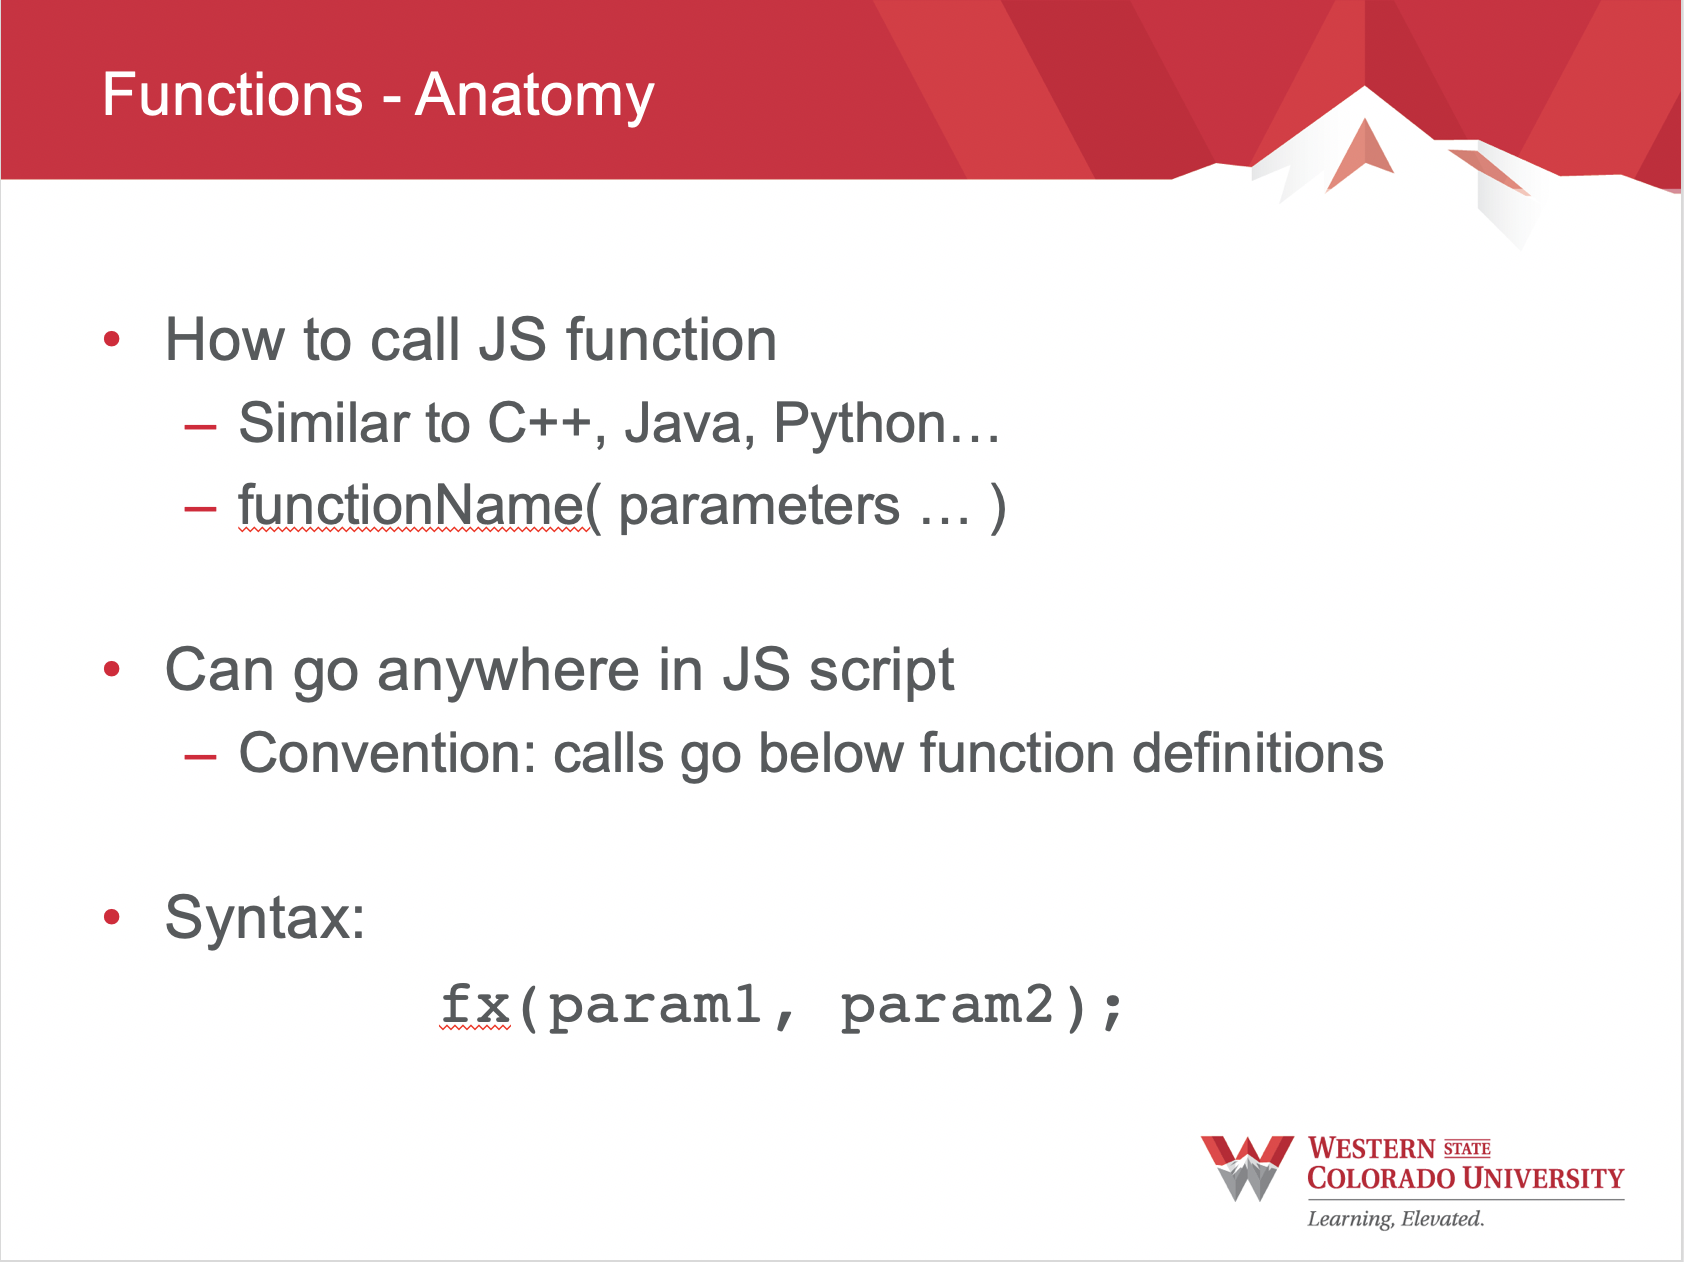 Functions - Anatomy
• How to call JS function
– Similar to C++, Java, Python…
– functionName( parameters … )
• Can go anywhere in JS script
– Convention: calls go below function definitions
• Syntax:
fx(param1, param2);
WESTERN STATE
COLORADO UNIVERSITY
Learning, Elevated.